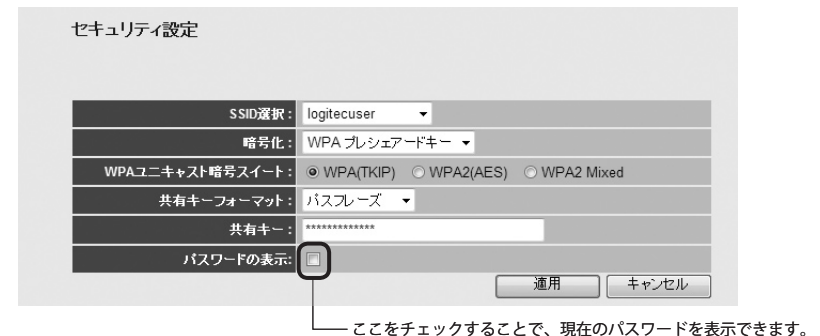 セキュリティ設定
SSID選択 : logitecuser
暗号化 : WPA プレシェアードキー
WPAユニキャスト暗号スイート : WPA(TKIP) WPA2(AES) WPA2 Mixed
共有キーフォーマット : パスフレーズ
共有キー : *************
パスワードの表示:
適用 キャンセル
ここをチェックすることで、現在のパスワードを表示できます。